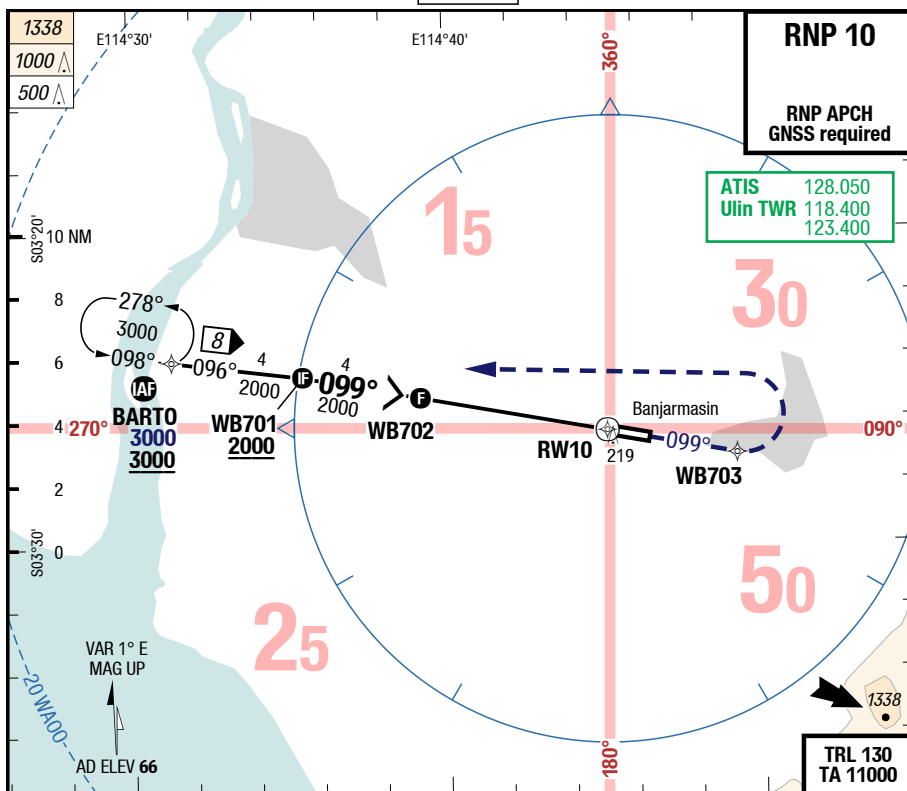 1338
1000
500
E114°30'
E114°40'
360°
RNP 10
RNP APCH
GNSS required
ATIS 128.050
Ulin TWR 118.400
123.400
15
30
S03°20'
10 NM
8
6
4
2
0
278°
3000
098°
8
096°
4
2000
IF
4
099°
2000
F
IAF
BARTO
3000
3000
WB701
2000
WB702
270°
Banjarmasin
090°
RW10
219
099°
WB703
S03°30'
25
50
VAR 1° E
MAG UP
20 WAOO
AD ELEV 66
180°
1338
TRL 130
TA 11000